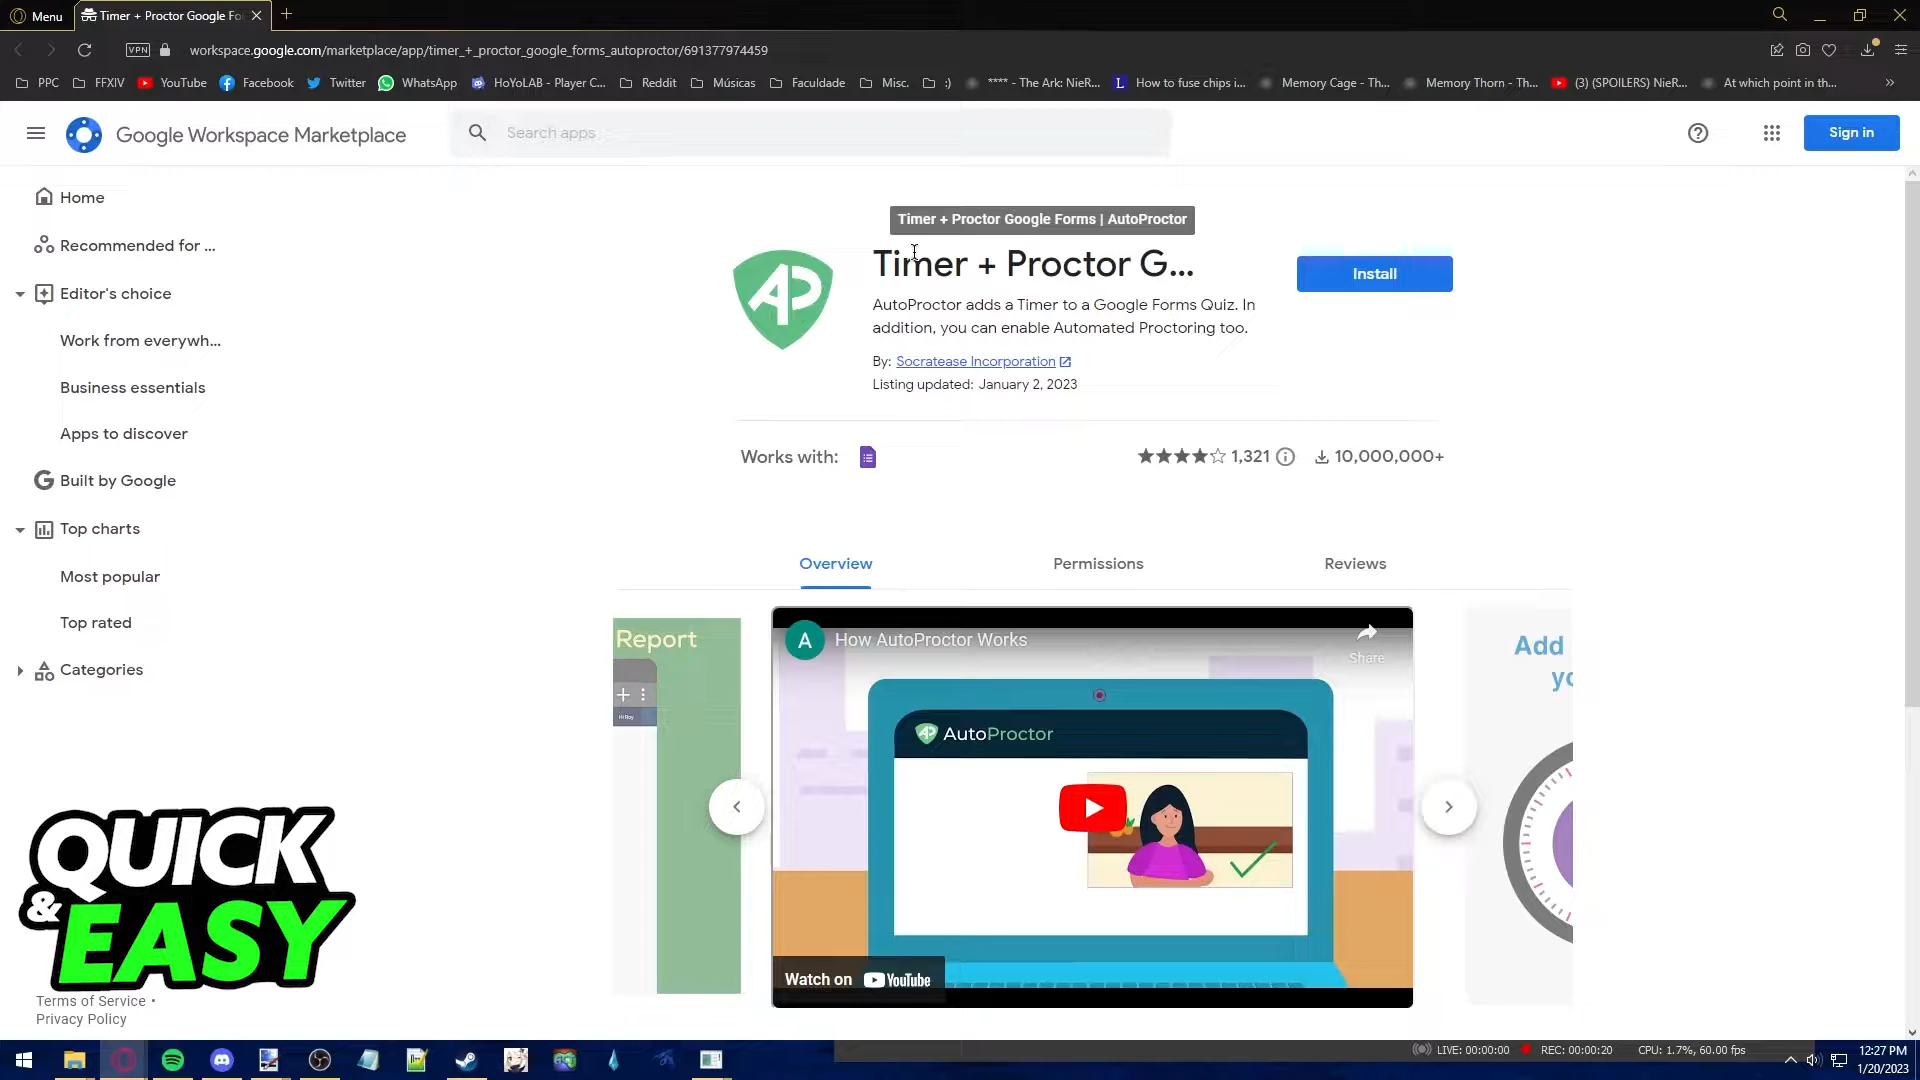 Menu
Timer + Proctor Google Fo
VPN
workspace.google.com/marketplace/app/timer_+_proctor_google_forms_autoproctor/691377974459
PPC
FFXIV
YouTube
Facebook
Twitter
WhatsApp
HoYoLAB - Player C...
Reddit
Músicas
Faculdade
Misc.
:)
**** - The Ark: NieR...
How to fuse chips i...
Memory Cage - Th...
Memory Thorn - Th...
(3) (SPOILERS) NieR...
At which point in th...
Google Workspace Marketplace
Search apps
Sign in
Home
Recommended for ...
Editor's choice
Work from everywh...
Business essentials
Apps to discover
Built by Google
Top charts
Most popular
Top rated
Categories
Timer + Proctor Google Forms | AutoProctor
Timer + Proctor G...
Install
AutoProctor adds a Timer to a Google Forms Quiz. In
addition, you can enable Automated Proctoring too.
By: Socratease Incorporation
Listing updated: January 2, 2023
Works with:
1,321
10,000,000+
Overview
Permissions
Reviews
Report
Hi Roy
A
How AutoProctor Works
Share
AP AutoProctor
Watch on YouTube
Add
yo
QUICK
& EASY
Terms of Service •
Privacy Policy
LIVE: 00:00:00
REC: 00:00:20
CPU: 1.7%, 60.00 fps
12:27 PM
1/20/2023